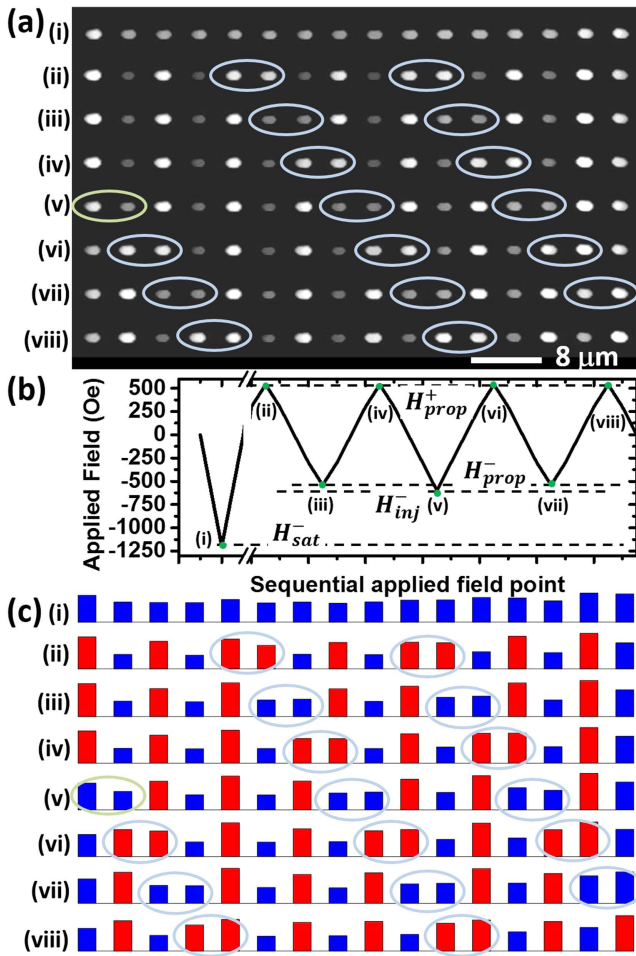 (a) (i)
(ii)
(iii)
(iv)
(v)
(vi)
(vii)
(viii)
8 μm
(b)
Applied Field (Oe)
500
250
0
-250
-500
-750
-1000
-1250
(i)
(ii)
(iii)
(iv)
(v)
(vi)
(vii)
(viii)
H⁺prop
H⁻prop
H⁻inj
H⁻sat
Sequential applied field point
(c) (i)
(ii)
(iii)
(iv)
(v)
(vi)
(vii)
(viii)